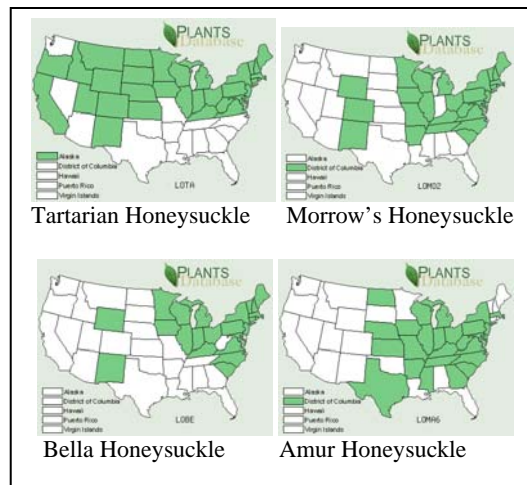 PLANTS
Database
Alaska
District of Columbia
Hawaii
Puerto Rico
Virgin Islands
LOTA
Tartarian Honeysuckle
PLANTS
Database
Alaska
District of Columbia
Hawaii
Puerto Rico
Virgin Islands
LOMO2
Morrow's Honeysuckle
PLANTS
Database
Alaska
District of Columbia
Hawaii
Puerto Rico
Virgin Islands
LOBE
Bella Honeysuckle
PLANTS
Database
Alaska
District of Columbia
Hawaii
Puerto Rico
Virgin Islands
LOMA6
Amur Honeysuckle